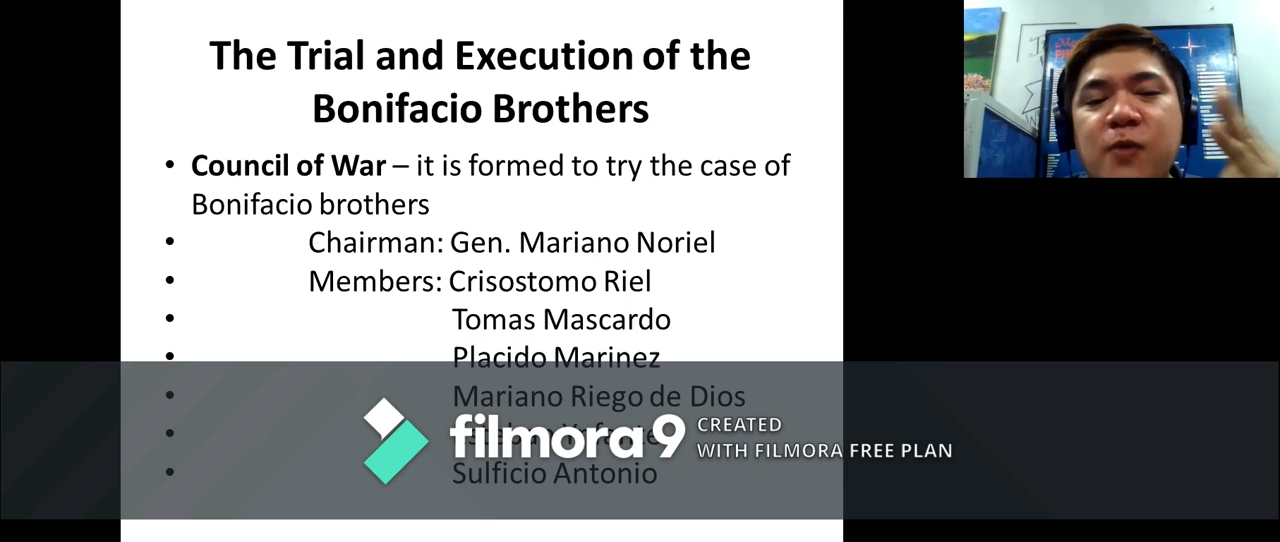 The Trial and Execution of the
Bonifacio Brothers
• Council of War – it is formed to try the case of
Bonifacio brothers
• Chairman: Gen. Mariano Noriel
• Members: Crisostomo Riel
• Tomas Mascardo
• Placido Marinez
• Mariano Riego de Dios
•
• Sulficio Antonio
filmora9
CREATED
WITH FILMORA FREE PLAN